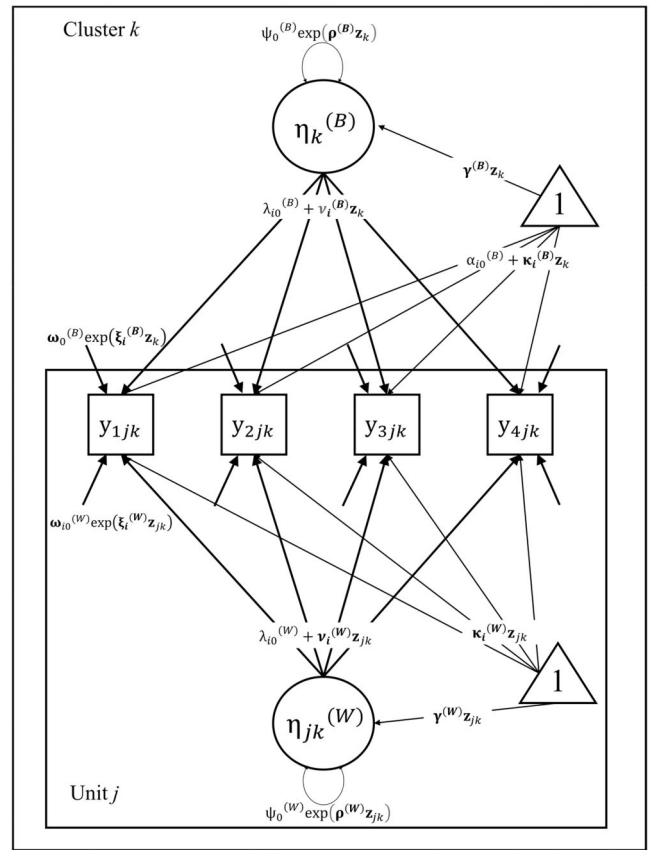 Cluster k
ψ₀⁽ᴮ⁾exp(ρ⁽ᴮ⁾zₖ)
ηₖ⁽ᴮ⁾
γ⁽ᴮ⁾zₖ
1
λᵢ₀⁽ᴮ⁾ + νᵢ⁽ᴮ⁾zₖ
αᵢ₀⁽ᴮ⁾ + κᵢ⁽ᴮ⁾zₖ
ω₀⁽ᴮ⁾exp(ξᵢ⁽ᴮ⁾zₖ)
y₁ⱼₖ y₂ⱼₖ y₃ⱼₖ y₄ⱼₖ
ωᵢ₀⁽ᵂ⁾exp(ξᵢ⁽ᵂ⁾zⱼₖ)
λᵢ₀⁽ᵂ⁾ + νᵢ⁽ᵂ⁾zⱼₖ
κᵢ⁽ᵂ⁾zⱼₖ
1
ηⱼₖ⁽ᵂ⁾
γ⁽ᵂ⁾zⱼₖ
Unit j
ψ₀⁽ᵂ⁾exp(ρ⁽ᵂ⁾zⱼₖ)